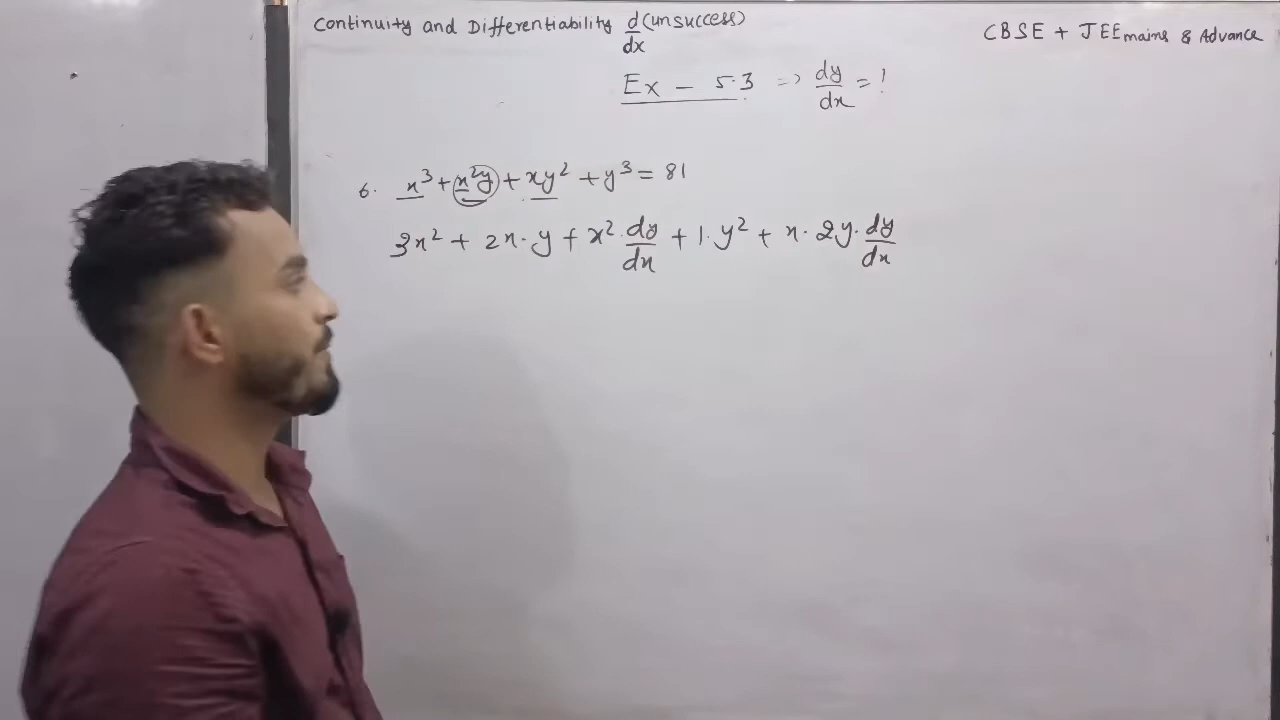 Continuity and Differentiability d/dx (unsuccess)
CBSE + JEE mains & Advance
Ex - 5.3 => dy/dx = !
6. x³ + x²y + xy² + y³ = 81
3x² + 2x · y + x² · dy/dx + 1 · y² + x · 2y · dy/dx